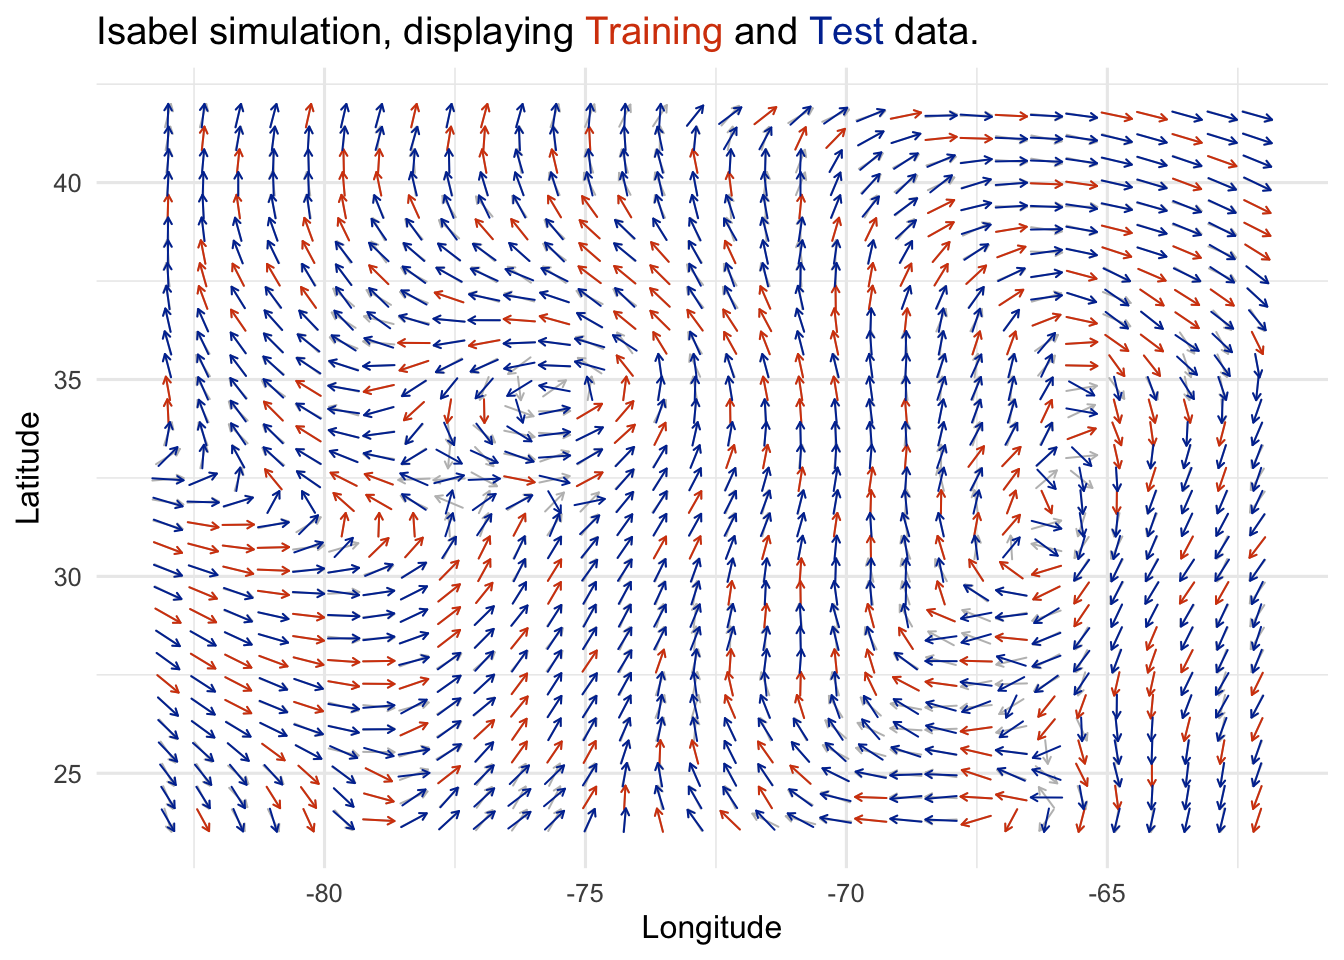 Isabel simulation, displaying Training and Test data.
Latitude
40
35
30
25
-80
-75
-70
-65
Longitude